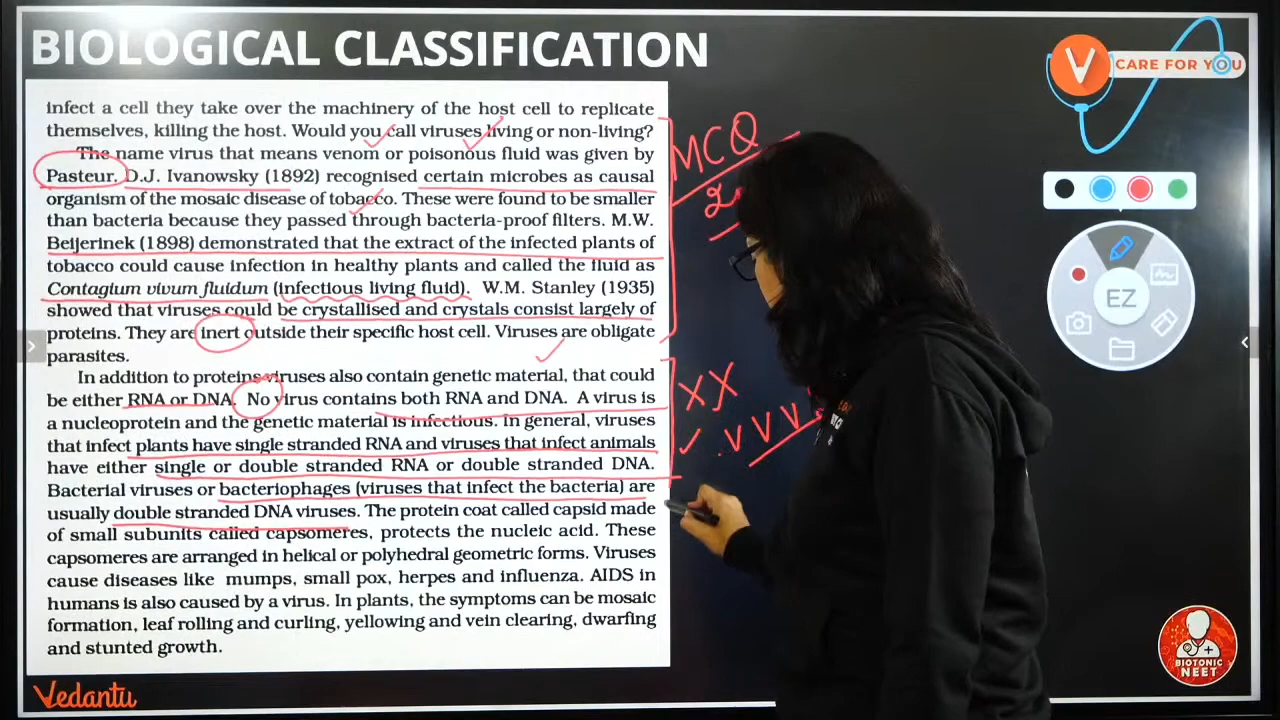 BIOLOGICAL CLASSIFICATION
V CARE FOR YOU
infect a cell they take over the machinery of the host cell to replicate
themselves, killing the host. Would you call viruses living or non-living?
The name virus that means venom or poisonous fluid was given by
Pasteur. D.J. Ivanowsky (1892) recognised certain microbes as causal
organism of the mosaic disease of tobacco. These were found to be smaller
than bacteria because they passed through bacteria-proof filters. M.W.
Beijerinek (1898) demonstrated that the extract of the infected plants of
tobacco could cause infection in healthy plants and called the fluid as
Contagium vivum fluidum (infectious living fluid). W.M. Stanley (1935)
showed that viruses could be crystallised and crystals consist largely of
proteins. They are inert outside their specific host cell. Viruses are obligate
parasites.
In addition to proteins viruses also contain genetic material, that could
be either RNA or DNA. No virus contains both RNA and DNA. A virus is
a nucleoprotein and the genetic material is infectious. In general, viruses
that infect plants have single stranded RNA and viruses that infect animals
have either single or double stranded RNA or double stranded DNA.
Bacterial viruses or bacteriophages (viruses that infect the bacteria) are
usually double stranded DNA viruses. The protein coat called capsid made
of small subunits called capsomeres, protects the nucleic acid. These
capsomeres are arranged in helical or polyhedral geometric forms. Viruses
cause diseases like mumps, small pox, herpes and influenza. AIDS in
humans is also caused by a virus. In plants, the symptoms can be mosaic
formation, leaf rolling and curling, yellowing and vein clearing, dwarfing
and stunted growth.
MCQ
XX
VVV
EZ
Vedantu
BIOTONIC
NEET